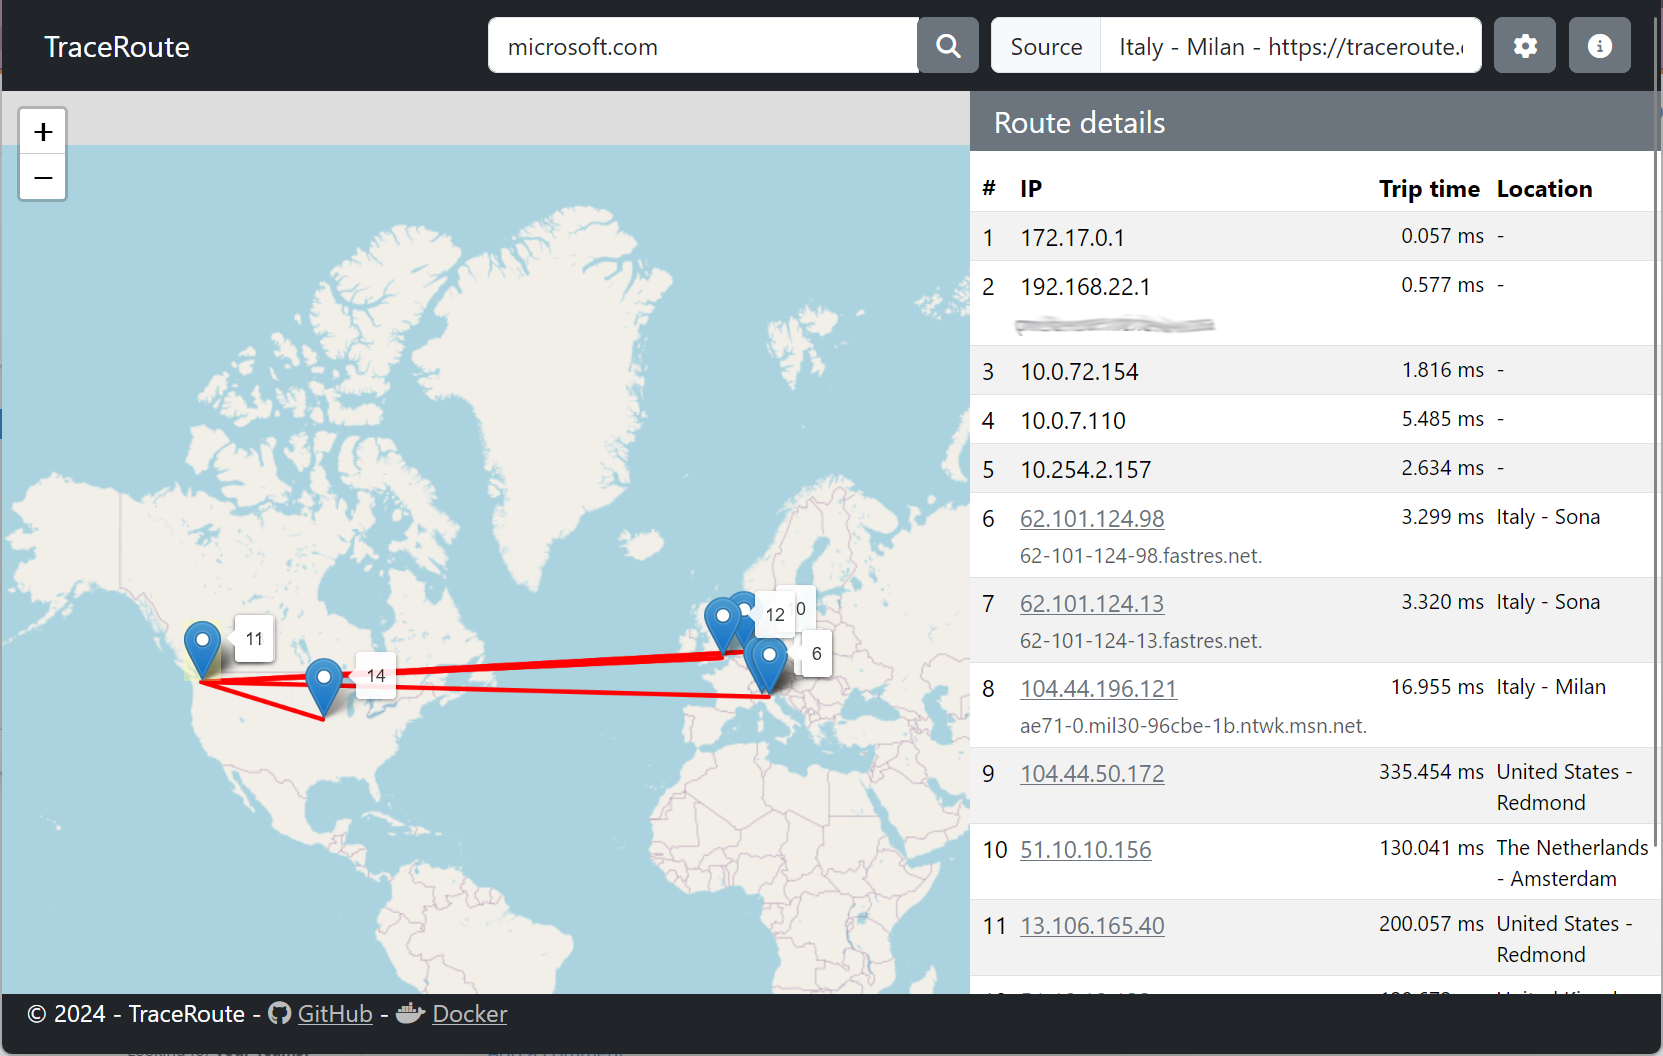 TraceRoute
microsoft.com
Source
Italy - Milan - https://traceroute.
+
−
11
14
12
10
6
Route details
# IP Trip time Location
1 172.17.0.1 0.057 ms -
2 192.168.22.1 0.577 ms -
3 10.0.72.154 1.816 ms -
4 10.0.7.110 5.485 ms -
5 10.254.2.157 2.634 ms -
6 62.101.124.98 3.299 ms Italy - Sona
62-101-124-98.fastres.net.
7 62.101.124.13 3.320 ms Italy - Sona
62-101-124-13.fastres.net.
8 104.44.196.121 16.955 ms Italy - Milan
ae71-0.mil30-96cbe-1b.ntwk.msn.net.
9 104.44.50.172 335.454 ms United States -
Redmond
10 51.10.10.156 130.041 ms The Netherlands
- Amsterdam
11 13.106.165.40 200.057 ms United States -
Redmond
© 2024 - TraceRoute - GitHub - Docker